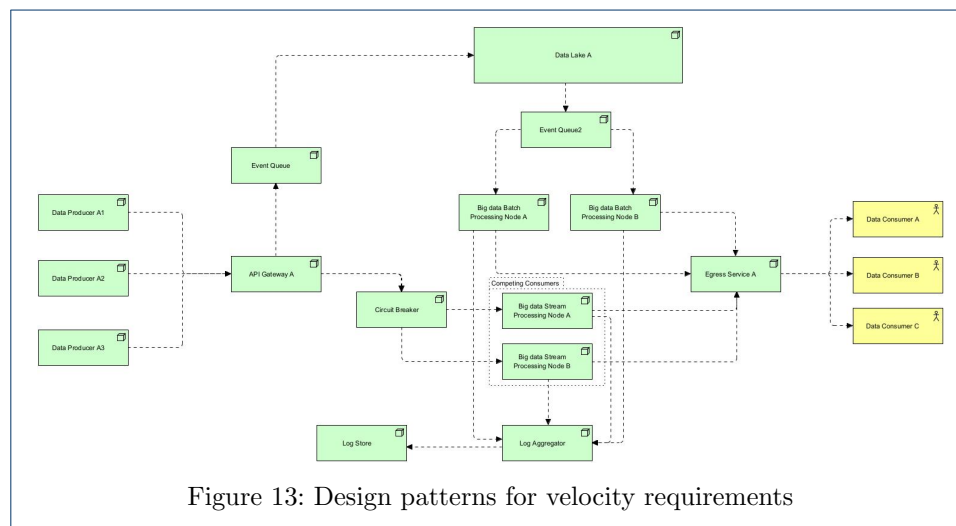 Data Lake A
Event Queue2
Event Queue
Big data Batch
Processing Node A
Big data Batch
Processing Node B
Data Producer A1
Data Consumer A
Data Producer A2
API Gateway A
Egress Service A
Data Consumer B
Competing Consumers
Circuit Breaker
Big data Stream
Processing Node A
Data Consumer C
Data Producer A3
Big data Stream
Processing Node B
Log Store
Log Aggregator
Figure 13: Design patterns for velocity requirements